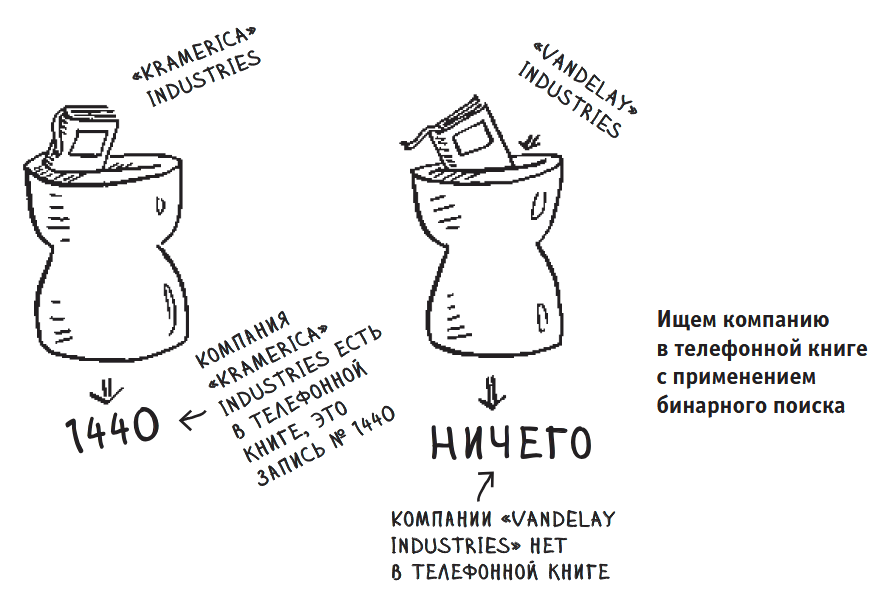 «KRAMERICA»
INDUSTRIES
«VANDELAY»
INDUSTRIES
КОМПАНИЯ
«KRAMERICA»
INDUSTRIES ЕСТЬ
В ТЕЛЕФОННОЙ
КНИГЕ, ЭТО
ЗАПИСЬ № 1440
1440
НИЧЕГО
КОМПАНИИ «VANDELAY
INDUSTRIES» НЕТ
В ТЕЛЕФОННОЙ КНИГЕ
Ищем компанию
в телефонной книге
с применением
бинарного поиска